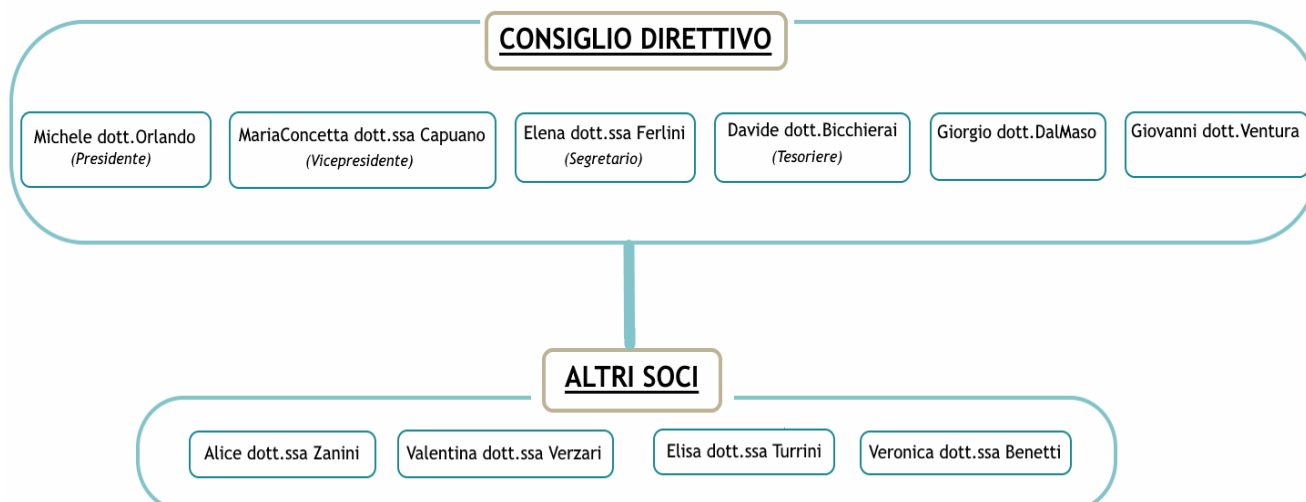 CONSIGLIO DIRETTIVO
Michele dott.Orlando
(Presidente)
MariaConcetta dott.ssa Capuano
(Vicepresidente)
Elena dott.ssa Ferlini
(Segretario)
Davide dott.Bicchierai
(Tesoriere)
Giorgio dott.DalMaso
Giovanni dott.Ventura
ALTRI SOCI
Alice dott.ssa Zanini
Valentina dott.ssa Verzari
Elisa dott.ssa Turrini
Veronica dott.ssa Benetti